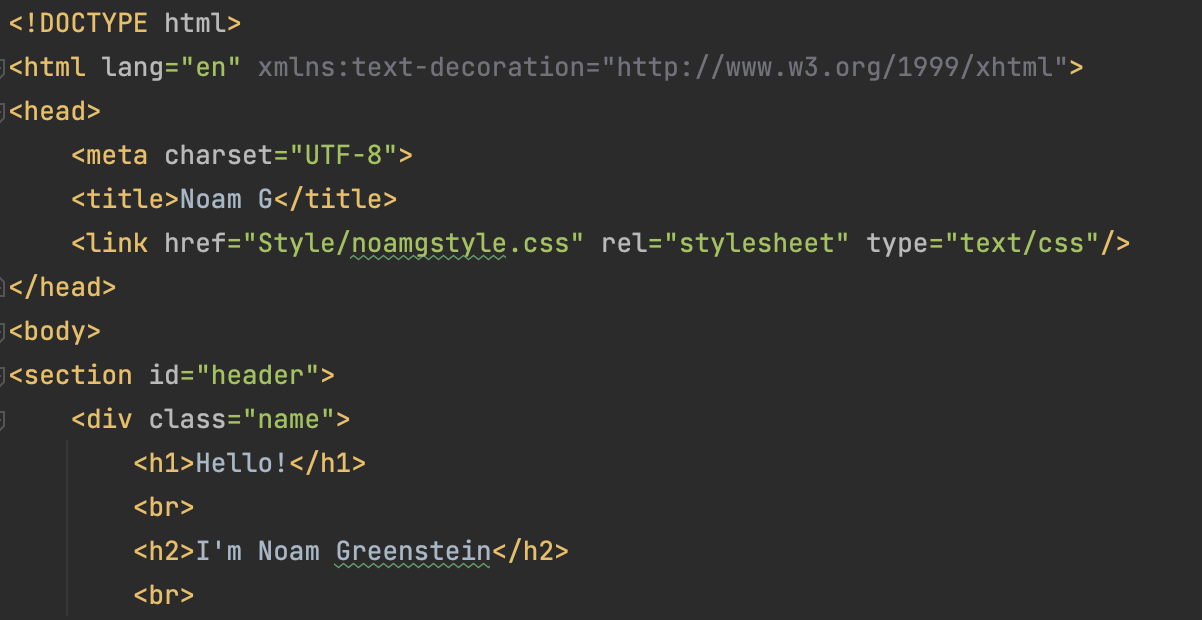 <!DOCTYPE html>
<html lang="en" xmlns:text-decoration="http://www.w3.org/1999/xhtml">
<head>
    <meta charset="UTF-8">
    <title>Noam G</title>
    <link href="Style/noamgstyle.css" rel="stylesheet" type="text/css"/>
</head>
<body>
<section id="header">
    <div class="name">
        <h1>Hello!</h1>
        <br>
        <h2>I'm Noam Greenstein</h2>
        <br>